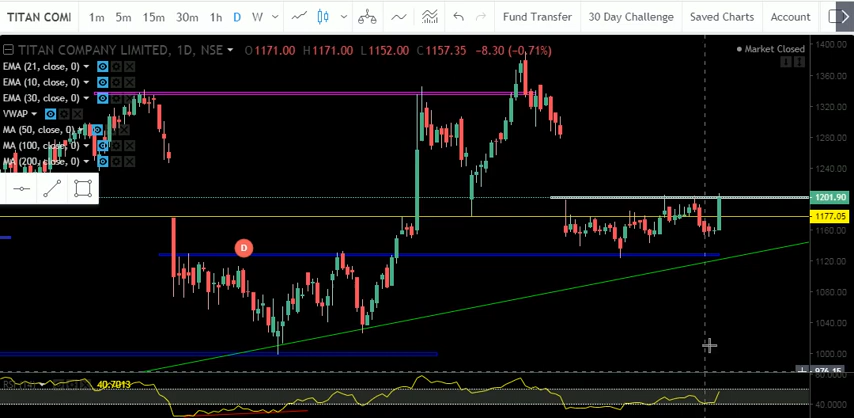 TITAN COMI 1m 5m 15m 30m 1h D W Fund Transfer 30 Day Challenge Saved Charts Account
TITAN COMPANY LIMITED, 1D, NSE O1171.00 H1171.00 L1152.00 C1157.35 −8.30 (−0.71%)
Market Closed
EMA (21, close, 0)
EMA (10, close, 0)
EMA (30, close, 0)
VWAP
MA (50, close, 0)
MA (100, close, 0)
MA (200, close, 0)
D
1400.00
1360.00
1320.00
1280.00
1240.00
1201.90
1177.05
1160.00
1120.00
1080.00
1040.00
1000.00
976.15
40.7013
80.0000
40.0000